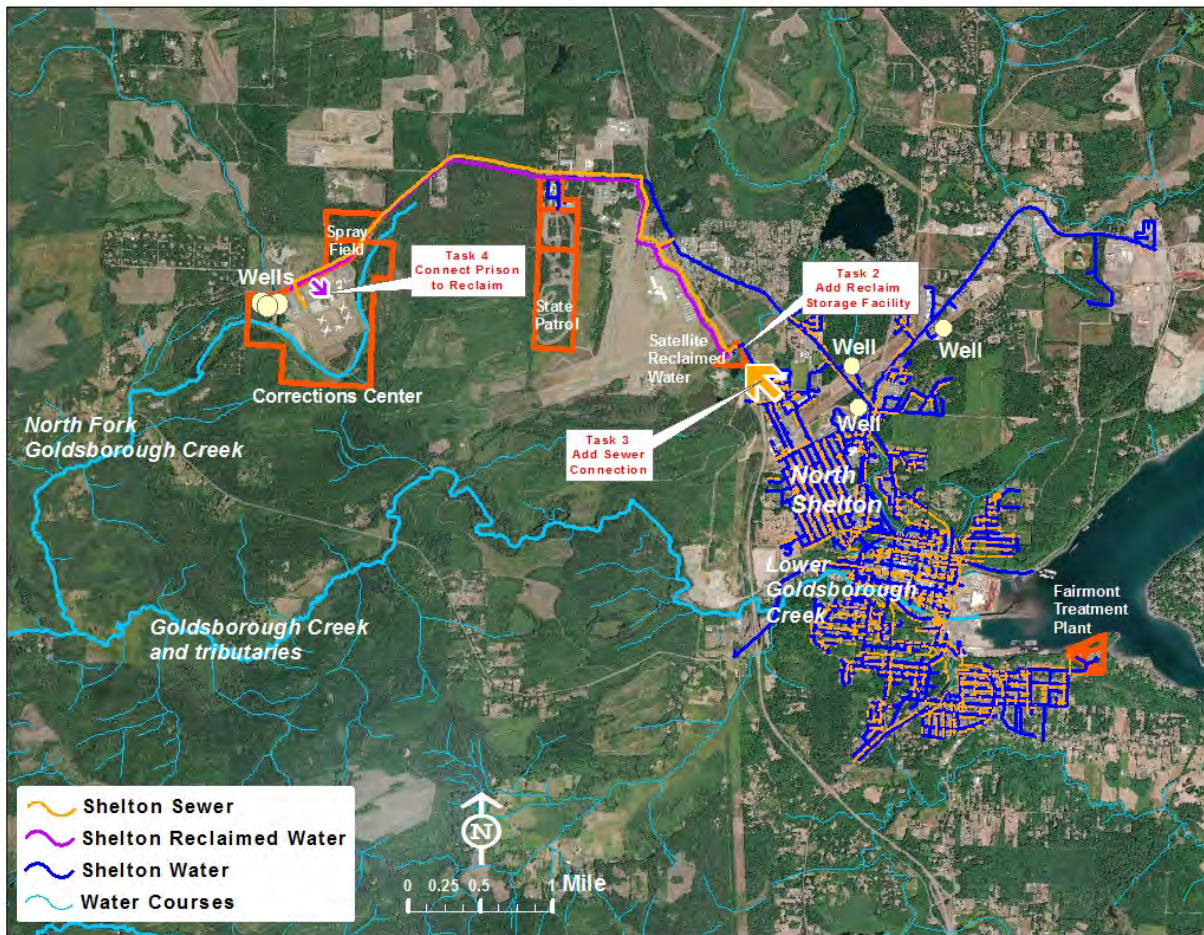 Spray
Field
Task 4
Connect Prison
to Reclaim
Wells
Task 2
Add Reclaim
Storage Facility
State
Patrol
Satellite
Reclaimed
Water
Well
Well
Well
Corrections Center
North Fork
Goldsborough Creek
Task 3
Add Sewer
Connection
North
Shelton
Lower
Goldsborough
Creek
Fairmont
Treatment
Plant
Goldsborough Creek
and tributaries
Shelton Sewer
Shelton Reclaimed Water
Shelton Water
Water Courses
N
0 0.25 0.5 1 Mile